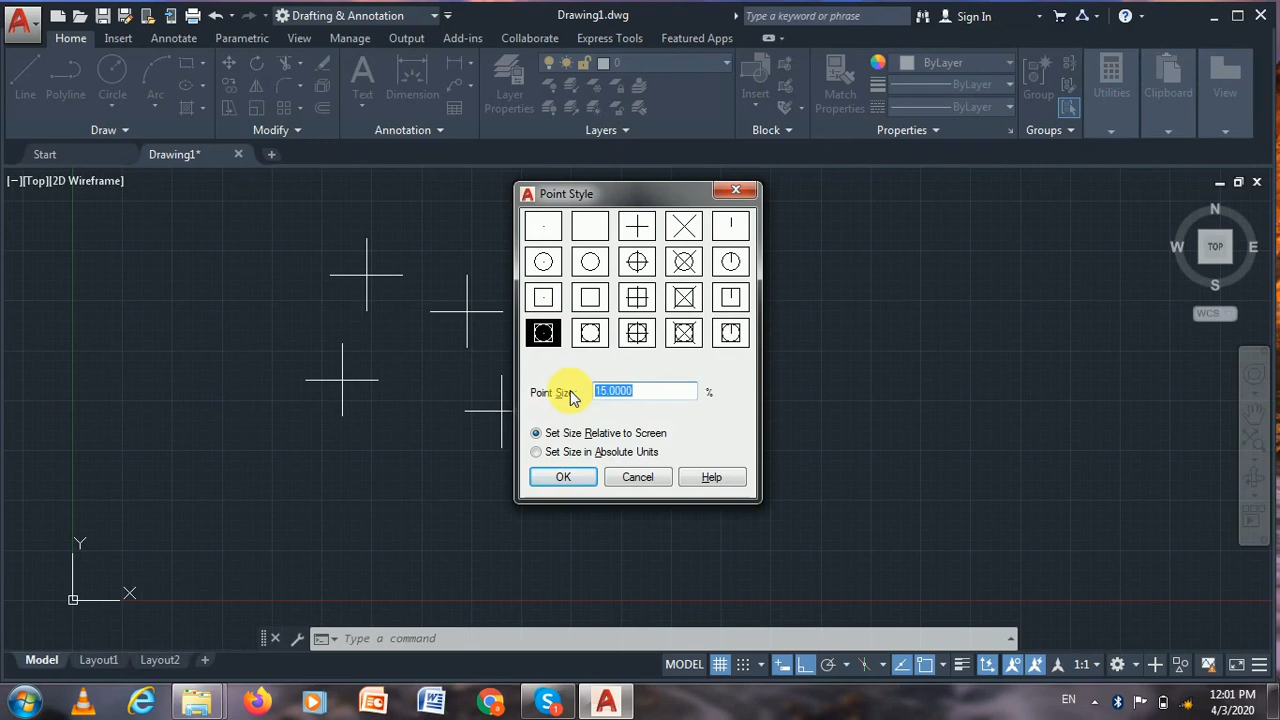 A Drafting & Annotation Drawing1.dwg Type a keyword or phrase Sign In
Home Insert Annotate Parametric View Manage Output Add-ins Collaborate Express Tools Featured Apps
Line Polyline Circle Arc Text Dimension Layer Properties 0 Insert Match Properties ByLayer Group Utilities Clipboard View
ByLayer
ByLayer
Draw Modify Annotation Layers Block Properties Groups
Start Drawing1* +
[−][Top][2D Wireframe]
Point Style
N
W TOP E
S
WCS
Point Size: 15.0000 %
Set Size Relative to Screen
Set Size in Absolute Units
OK Cancel Help
Y
X
Type a command
Model Layout1 Layout2 + MODEL 1:1
EN 12:01 PM
4/3/2020